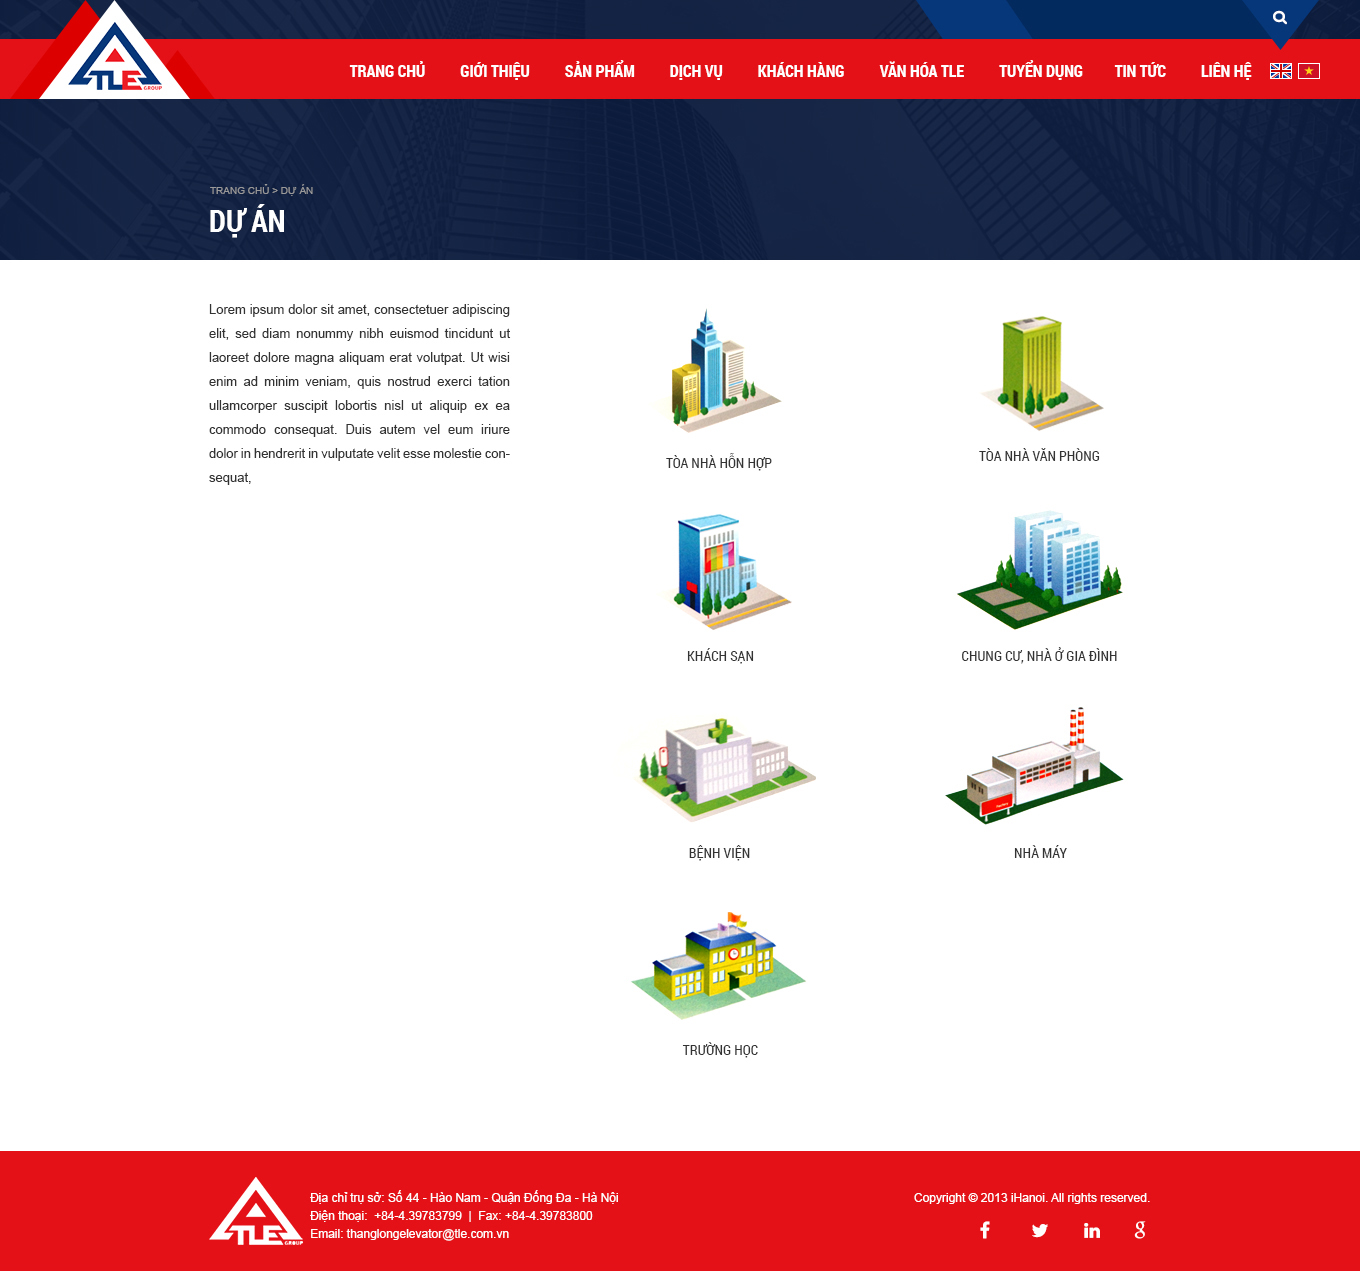 TLE GROUP
TRANG CHỦ GIỚI THIỆU SẢN PHẨM DỊCH VỤ KHÁCH HÀNG VĂN HÓA TLE TUYỂN DỤNG TIN TỨC LIÊN HỆ
TRANG CHỦ > DỰ ÁN
DỰ ÁN
Lorem ipsum dolor sit amet, consectetuer adipiscing
elit, sed diam nonummy nibh euismod tincidunt ut
laoreet dolore magna aliquam erat volutpat. Ut wisi
enim ad minim veniam, quis nostrud exerci tation
ullamcorper suscipit lobortis nisl ut aliquip ex ea
commodo consequat. Duis autem vel eum iriure
dolor in hendrerit in vulputate velit esse molestie con-
sequat,
TÒA NHÀ HỖN HỢP
TÒA NHÀ VĂN PHÒNG
KHÁCH SẠN
CHUNG CƯ, NHÀ Ở GIA ĐÌNH
BỆNH VIỆN
NHÀ MÁY
TRƯỜNG HỌC
TLE GROUP
Địa chỉ trụ sở: Số 44 - Hào Nam - Quận Đống Đa - Hà Nội
Điện thoại: +84-4.39783799 | Fax: +84-4.39783800
Email: thanglongelevator@tle.com.vn
Copyright © 2013 iHanoi. All rights reserved.